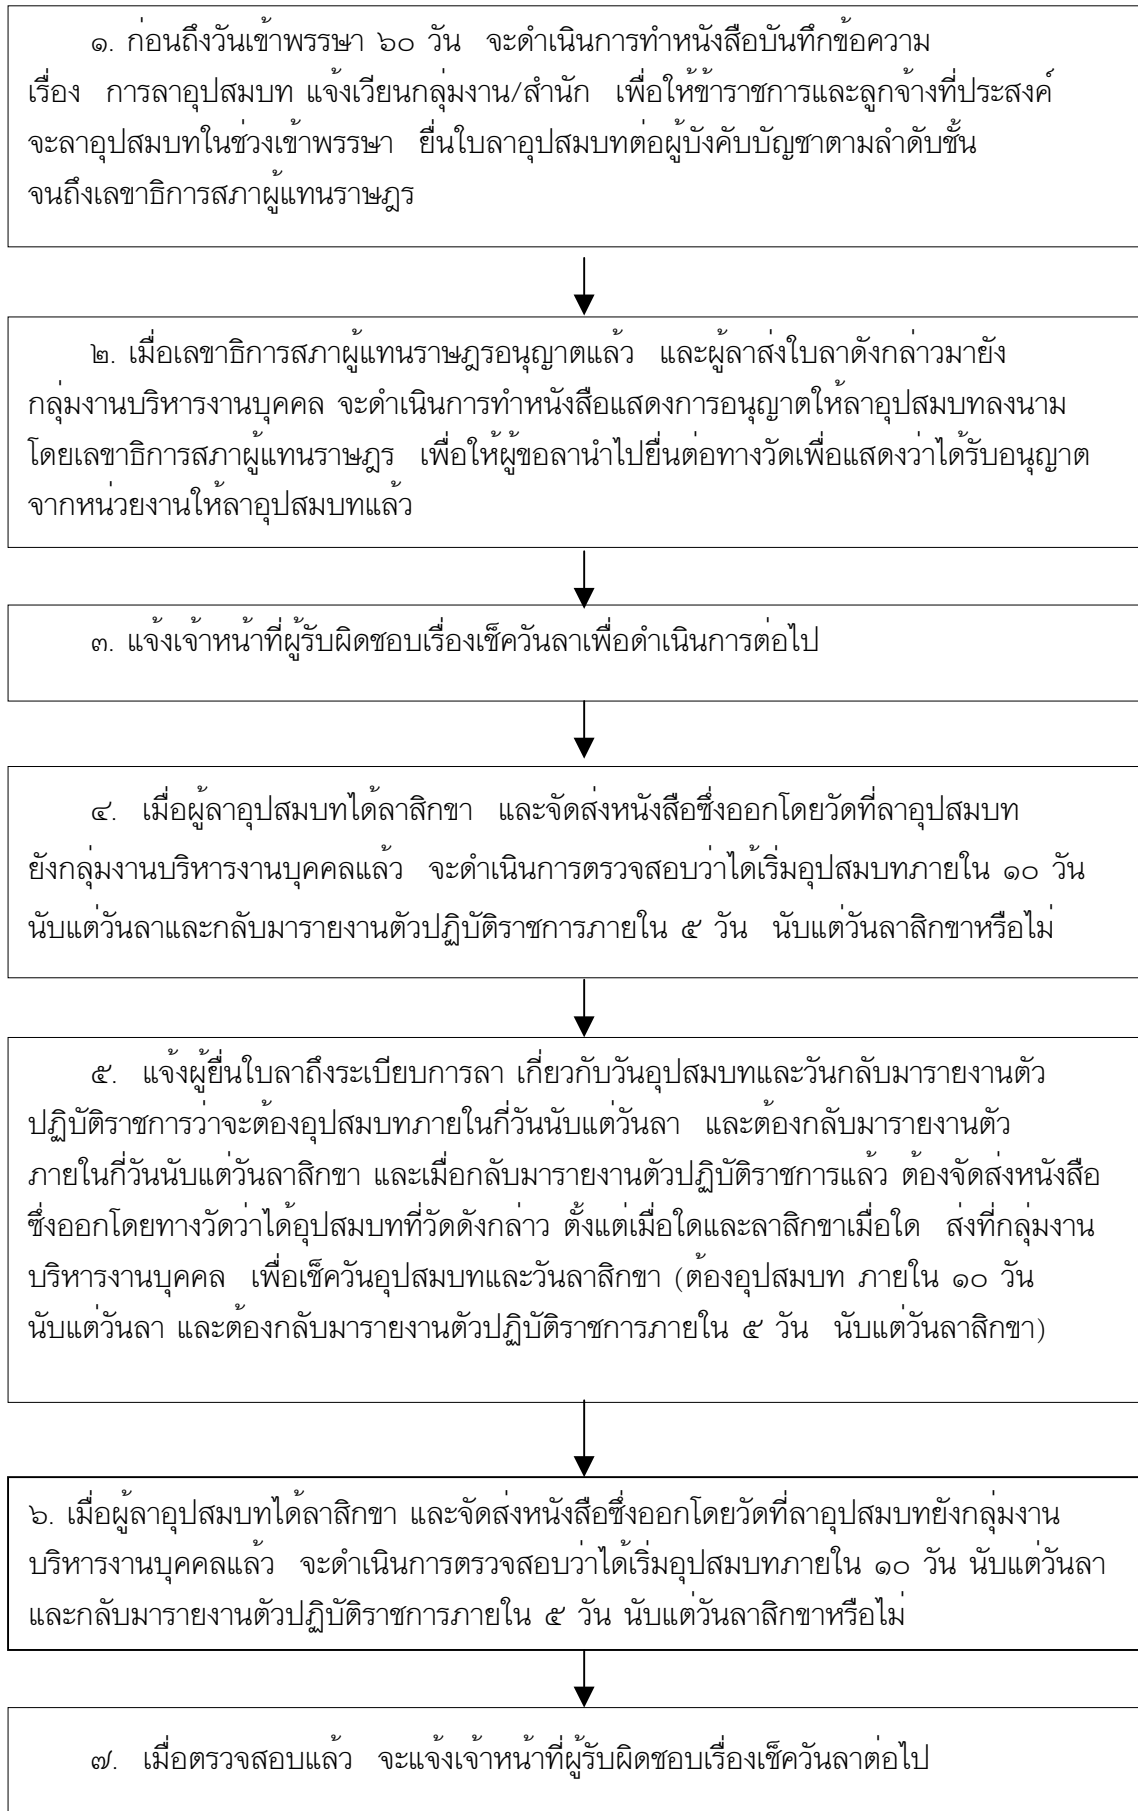 ๑. ก่อนถึงวันเข้าพรรษา ๖๐ วัน จะดำเนินการทำหนังสือบันทึกข้อความ
เรื่อง การลาอุปสมบท แจ้งเวียนกลุ่มงาน/สำนัก เพื่อให้ข้าราชการและลูกจ้างที่ประสงค์
จะลาอุปสมบทในช่วงเข้าพรรษา ยื่นใบลาอุปสมบทต่อผู้บังคับบัญชาตามลำดับชั้น
จนถึงเลขาธิการสภาผู้แทนราษฎร
๒. เมื่อเลขาธิการสภาผู้แทนราษฎรอนุญาตแล้ว และผู้ลาส่งใบลาดังกล่าวมายัง
กลุ่มงานบริหารงานบุคคล จะดำเนินการทำหนังสือแสดงการอนุญาตให้ลาอุปสมบทลงนาม
โดยเลขาธิการสภาผู้แทนราษฎร เพื่อให้ผู้ขอลานำไปยื่นต่อทางวัดเพื่อแสดงว่าได้รับอนุญาต
จากหน่วยงานให้ลาอุปสมบทแล้ว
๓. แจ้งเจ้าหน้าที่ผู้รับผิดชอบเรื่องเช็ควันลาเพื่อดำเนินการต่อไป
๔. เมื่อผู้ลาอุปสมบทได้ลาสิกขา และจัดส่งหนังสือซึ่งออกโดยวัดที่ลาอุปสมบท
ยังกลุ่มงานบริหารงานบุคคลแล้ว จะดำเนินการตรวจสอบว่าได้เริ่มอุปสมบทภายใน ๑๐ วัน
นับแต่วันลาและกลับมารายงานตัวปฏิบัติราชการภายใน ๕ วัน นับแต่วันลาสิกขาหรือไม่
๕. แจ้งผู้ยื่นใบลาถึงระเบียบการลา เกี่ยวกับวันอุปสมบทและวันกลับมารายงานตัว
ปฏิบัติราชการว่าจะต้องอุปสมบทภายในกี่วันนับแต่วันลา และต้องกลับมารายงานตัว
ภายในกี่วันนับแต่วันลาสิกขา และเมื่อกลับมารายงานตัวปฏิบัติราชการแล้ว ต้องจัดส่งหนังสือ
ซึ่งออกโดยทางวัดว่าได้อุปสมบทที่วัดดังกล่าว ตั้งแต่เมื่อใดและลาสิกขาเมื่อใด ส่งที่กลุ่มงาน
บริหารงานบุคคล เพื่อเช็ควันอุปสมบทและวันลาสิกขา (ต้องอุปสมบท ภายใน ๑๐ วัน
นับแต่วันลา และต้องกลับมารายงานตัวปฏิบัติราชการภายใน ๕ วัน นับแต่วันลาสิกขา)
๖. เมื่อผู้ลาอุปสมบทได้ลาสิกขา และจัดส่งหนังสือซึ่งออกโดยวัดที่ลาอุปสมบทยังกลุ่มงาน
บริหารงานบุคคลแล้ว จะดำเนินการตรวจสอบว่าได้เริ่มอุปสมบทภายใน ๑๐ วัน นับแต่วันลา
และกลับมารายงานตัวปฏิบัติราชการภายใน ๕ วัน นับแต่วันลาสิกขาหรือไม่
๗. เมื่อตรวจสอบแล้ว จะแจ้งเจ้าหน้าที่ผู้รับผิดชอบเรื่องเช็ควันลาต่อไป